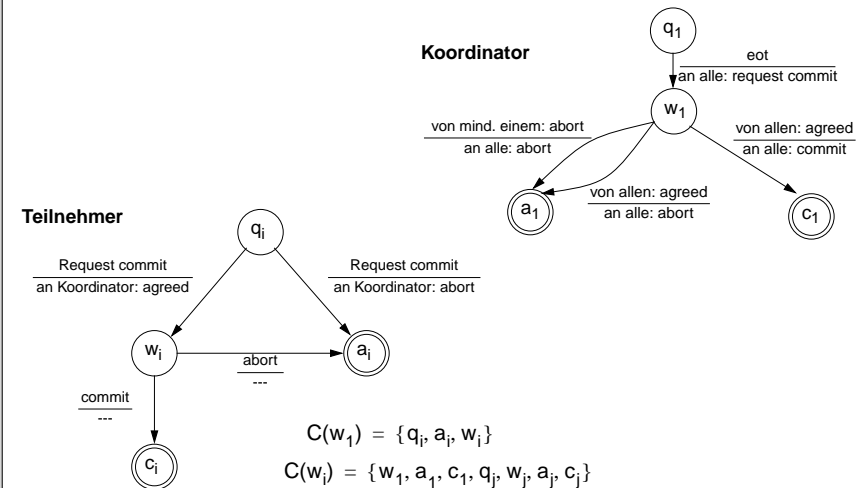 Koordinator
q1
eot
an alle: request commit
w1
von mind. einem: abort
an alle: abort
von allen: agreed
an alle: commit
von allen: agreed
an alle: abort
a1
c1
Teilnehmer
qi
Request commit
an Koordinator: agreed
Request commit
an Koordinator: abort
wi
abort
---
ai
commit
---
ci
C(w1) = {qi, ai, wi}
C(wi) = {w1, a1, c1, qj, wj, aj, cj}